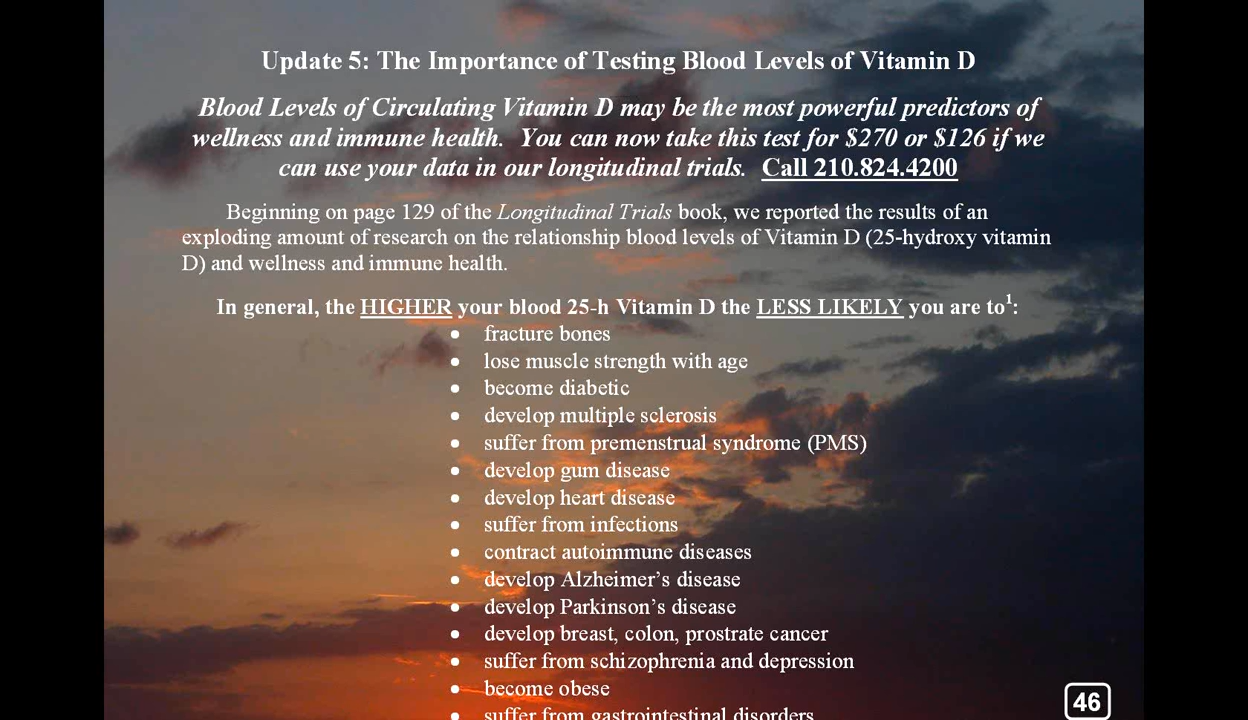 Update 5: The Importance of Testing Blood Levels of Vitamin D
Blood Levels of Circulating Vitamin D may be the most powerful predictors of
wellness and immune health. You can now take this test for $270 or $126 if we
can use your data in our longitudinal trials. Call 210.824.4200
Beginning on page 129 of the Longitudinal Trials book, we reported the results of an
exploding amount of research on the relationship blood levels of Vitamin D (25-hydroxy vitamin
D) and wellness and immune health.
In general, the HIGHER your blood 25-h Vitamin D the LESS LIKELY you are to¹:
• fracture bones
• lose muscle strength with age
• become diabetic
• develop multiple sclerosis
• suffer from premenstrual syndrome (PMS)
• develop gum disease
• develop heart disease
• suffer from infections
• contract autoimmune diseases
• develop Alzheimer’s disease
• develop Parkinson’s disease
• develop breast, colon, prostrate cancer
• suffer from schizophrenia and depression
• become obese
• suffer from gastrointestinal disorders
46